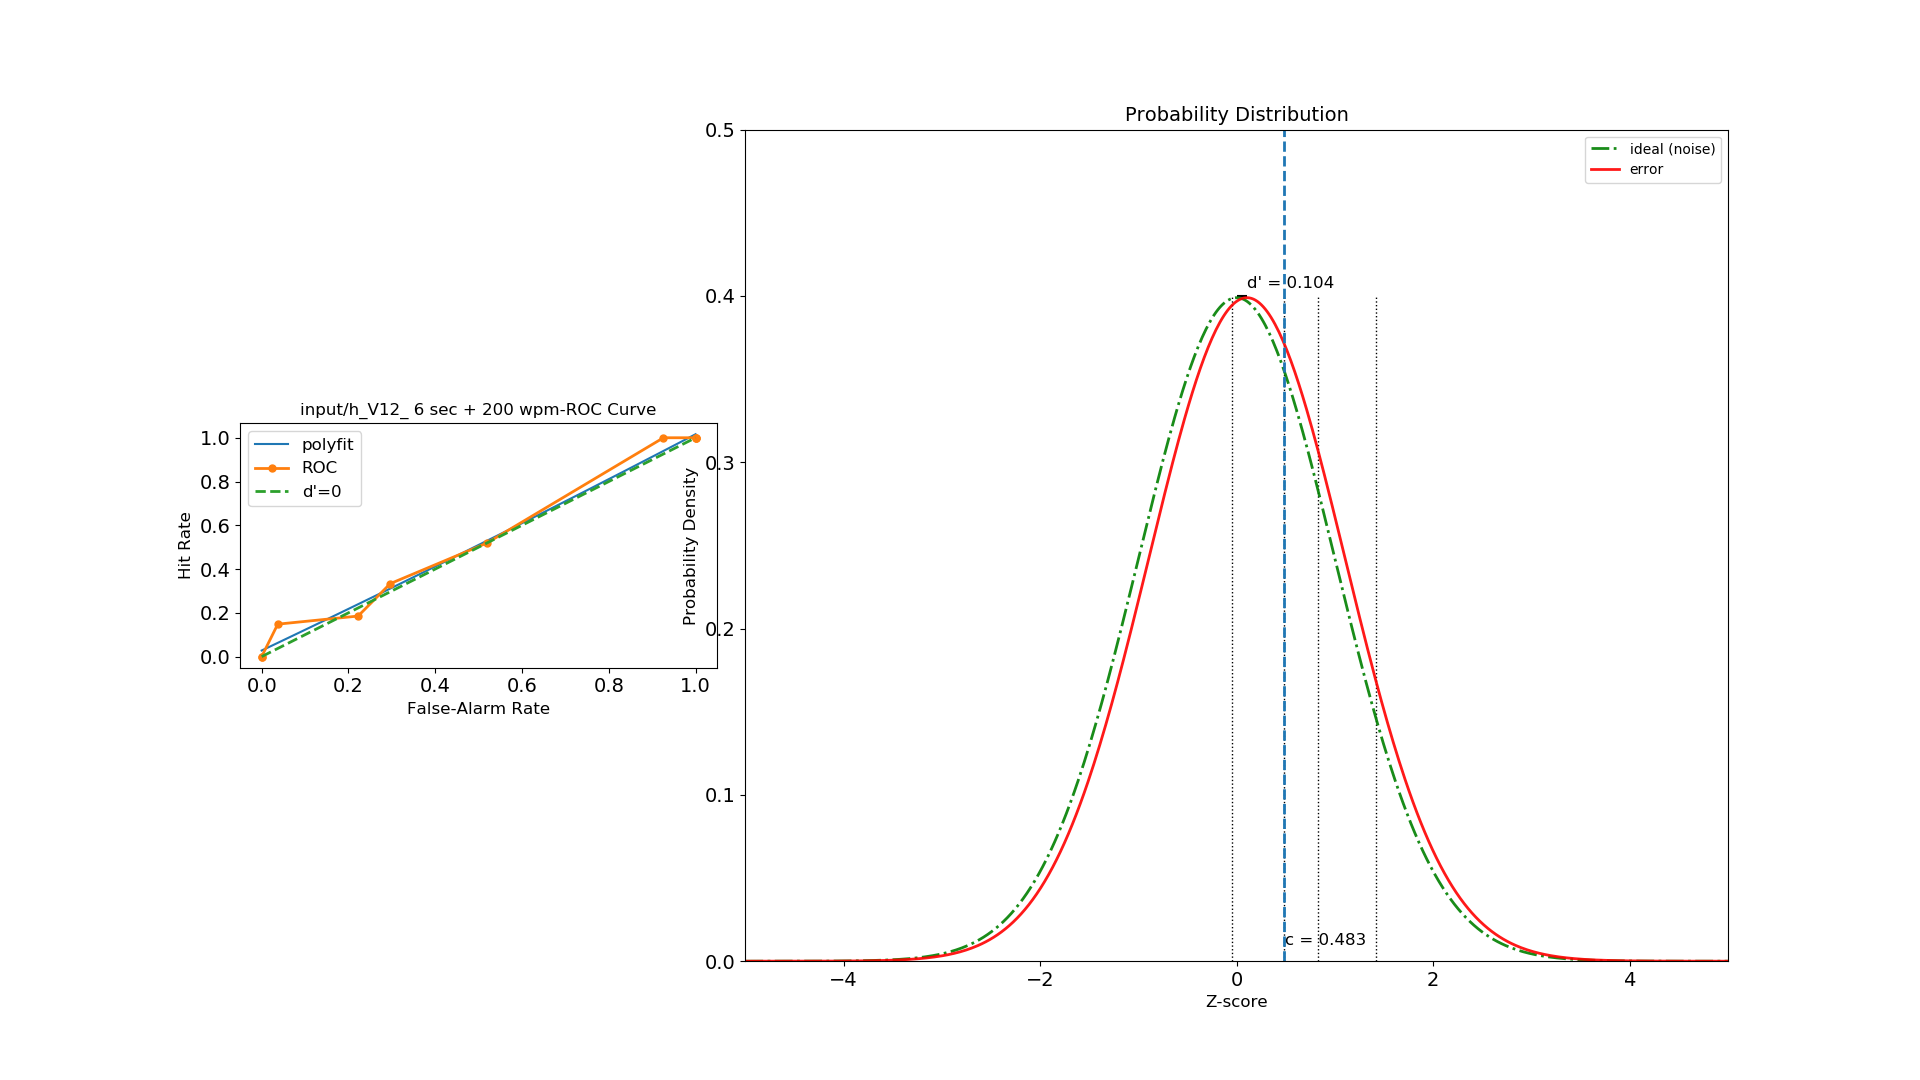 input/h_V12_ 6 sec + 200 wpm-ROC Curve
polyfit
ROC
d'=0
1.0
0.8
0.6
0.4
0.2
0.0
Hit Rate
0.0 0.2 0.4 0.6 0.8 1.0
False-Alarm Rate
Probability Distribution
ideal (noise)
error
d' = 0.104
c = 0.483
0.5
0.4
0.3
0.2
0.1
0.0
Probability Density
−4 −2 0 2 4
Z-score